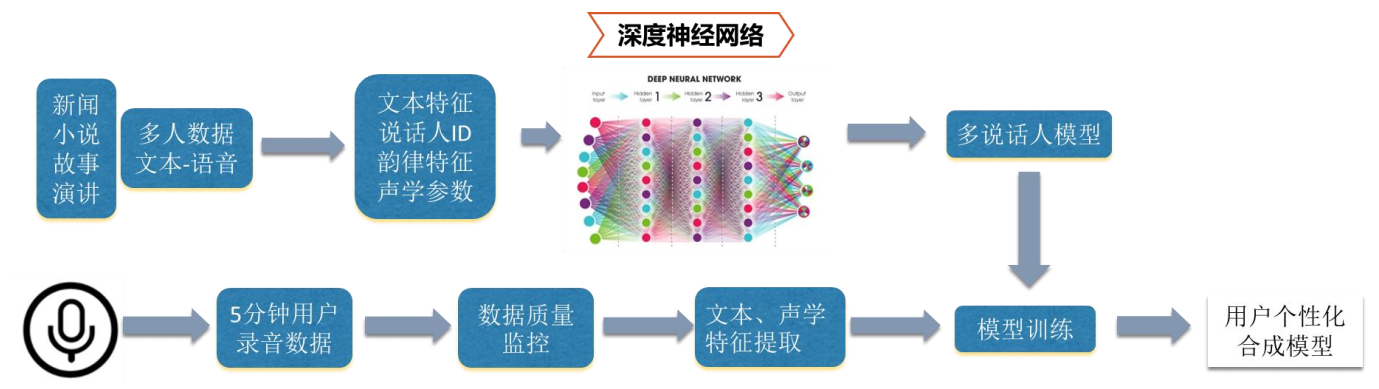 深度神经网络
新闻
小说
故事
演讲
多人数据
文本-语音
文本特征
说话人ID
韵律特征
声学参数
DEEP NEURAL NETWORK
Input
layer
Hidden
layer 1
Hidden
layer 2
Hidden
layer 3
Output
layer
多说话人模型
5分钟用户
录音数据
数据质量
监控
文本、声学
特征提取
模型训练
用户个性化
合成模型